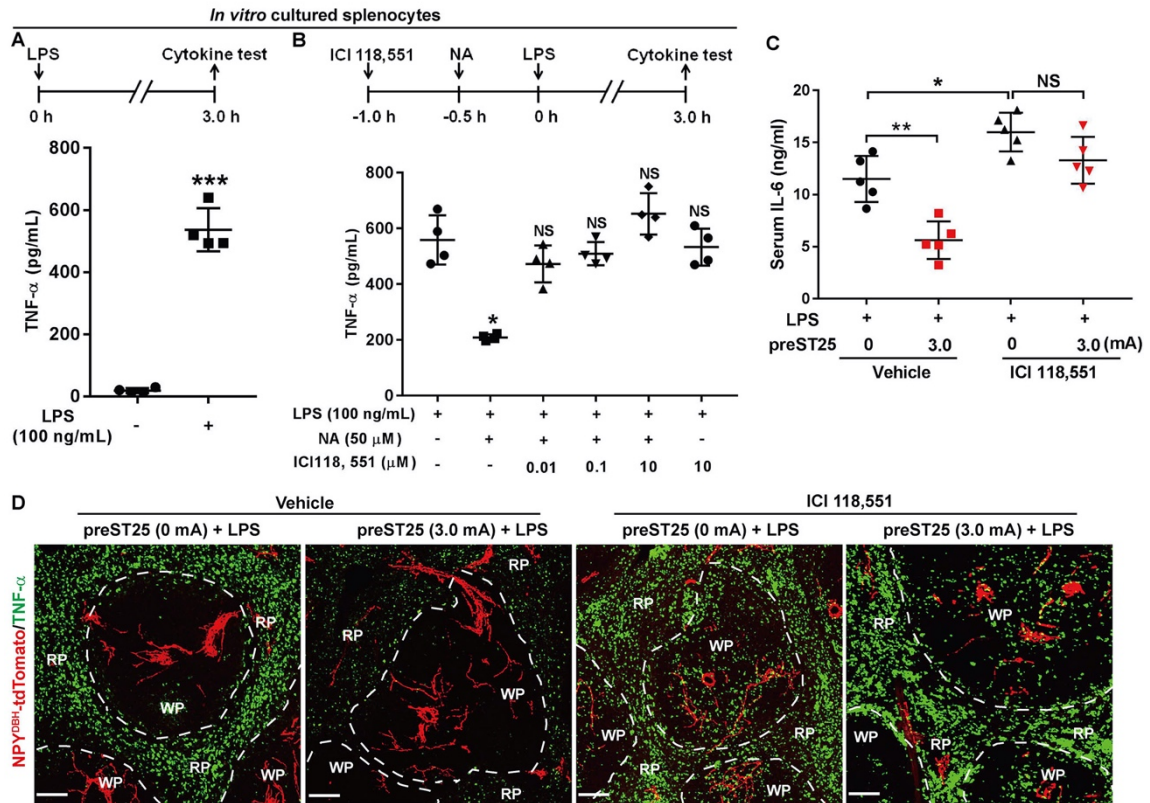 In vitro cultured splenocytes
A
LPS
Cytokine test
0 h
3.0 h
TNF-α (pg/mL)
800
600
400
200
0
***
LPS
(100 ng/mL)
- +
B
ICI 118,551 NA LPS
Cytokine test
-1.0 h -0.5 h 0 h 3.0 h
TNF-α (pg/mL)
800
600
400
200
0
* NS NS NS NS
LPS (100 ng/mL) + + + + + +
NA (50 μM) - + + + + -
ICI118, 551 (μM) - - 0.01 0.1 10 10
C
Serum IL-6 (ng/ml)
20
15
10
5
0
* NS
**
LPS + + + +
preST25 0 3.0 0 3.0 (mA)
Vehicle ICI 118,551
D
Vehicle ICI 118,551
preST25 (0 mA) + LPS preST25 (3.0 mA) + LPS preST25 (0 mA) + LPS preST25 (3.0 mA) + LPS
NPYDBH-tdTomato/TNF-α
RP RP WP WP RP WP
RP RP WP WP RP
RP WP RP WP WP
RP WP WP RP RP WP